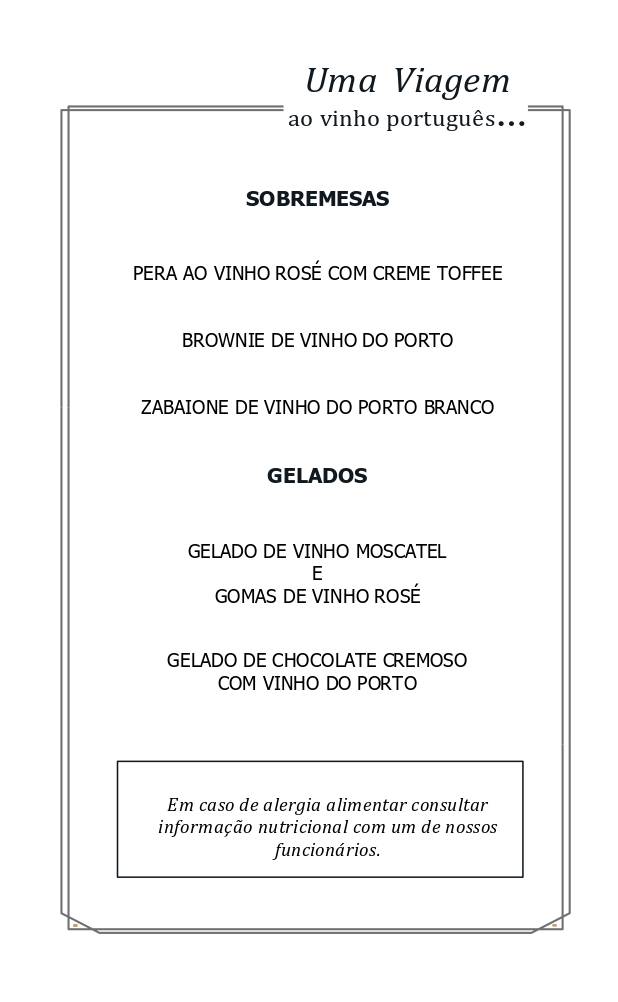 Uma Viagem
ao vinho português...
SOBREMESAS
PERA AO VINHO ROSÉ COM CREME TOFFEE
BROWNIE DE VINHO DO PORTO
ZABAIONE DE VINHO DO PORTO BRANCO
GELADOS
GELADO DE VINHO MOSCATEL
E
GOMAS DE VINHO ROSÉ
GELADO DE CHOCOLATE CREMOSO
COM VINHO DO PORTO
Em caso de alergia alimentar consultar
informação nutricional com um de nossos
funcionários.